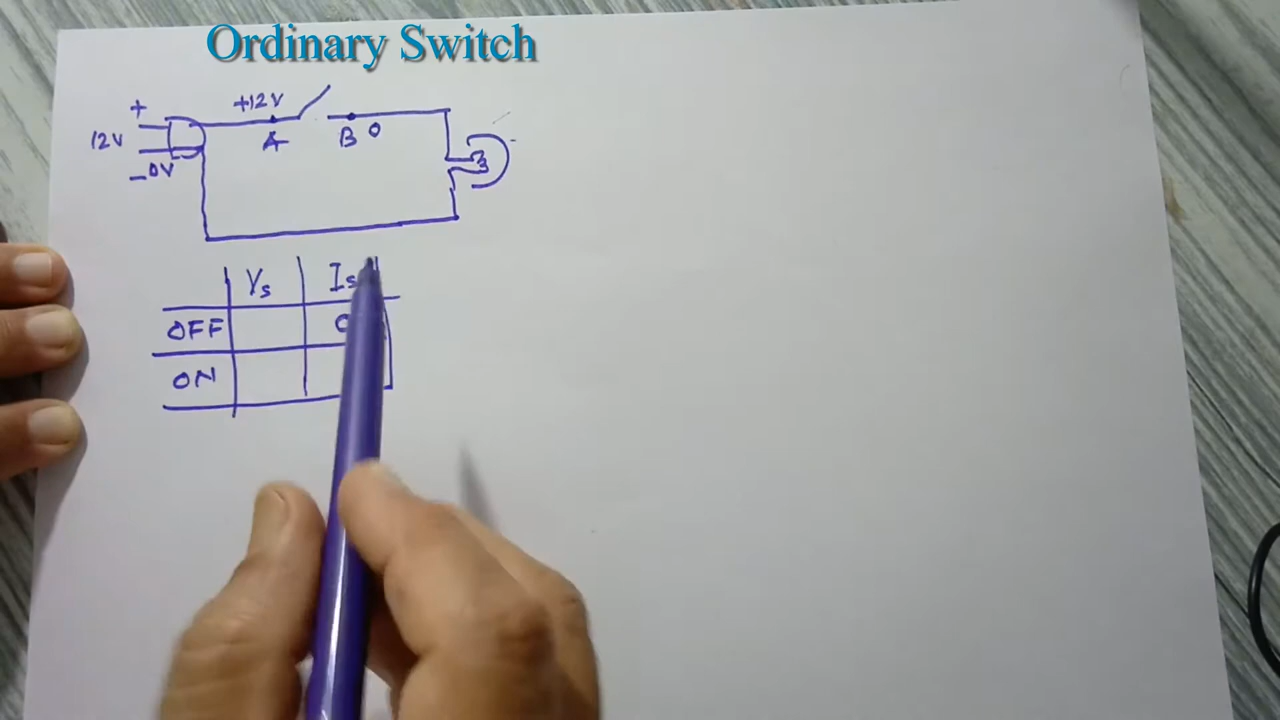 Ordinary Switch
+
+12V
12V
A
B
0
- 0V
Vs
Is
OFF
0
ON